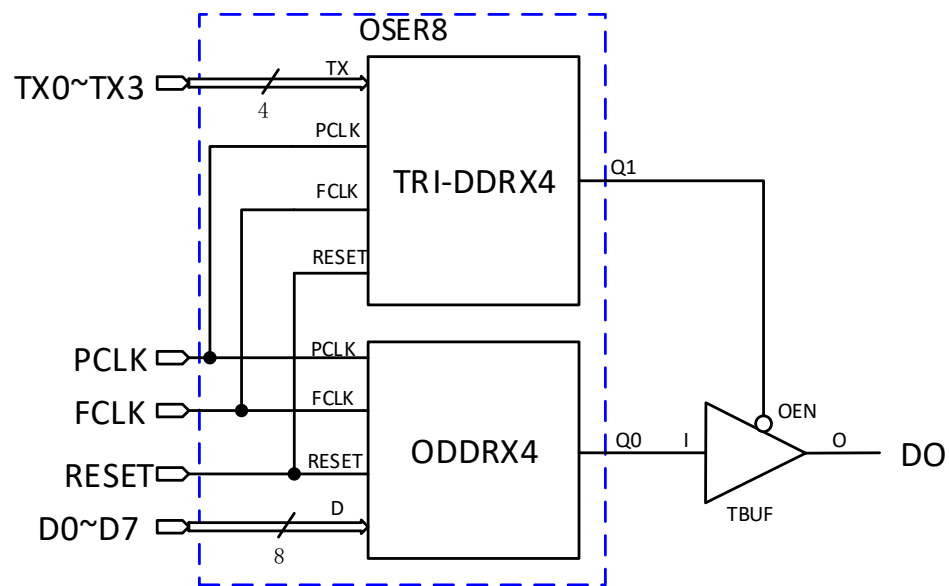 OSER8
TX0~TX3
4
TX
PCLK
FCLK
RESET
TRI-DDRX4
Q1
PCLK
FCLK
RESET
D0~D7
8
PCLK
FCLK
RESET
D
ODDRX4
Q0
I
OEN
O
TBUF
DO